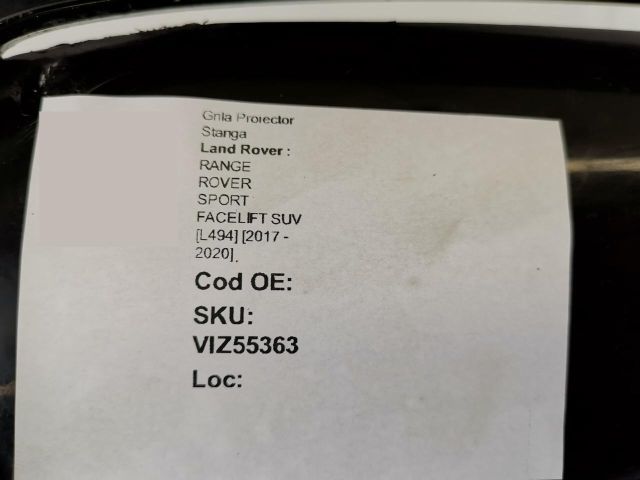 Grila Proiector
Stanga
Land Rover :
RANGE
ROVER
SPORT
FACELIFT SUV
[L494] [2017 -
2020].
Cod OE:
SKU:
VIZ55363
Loc: